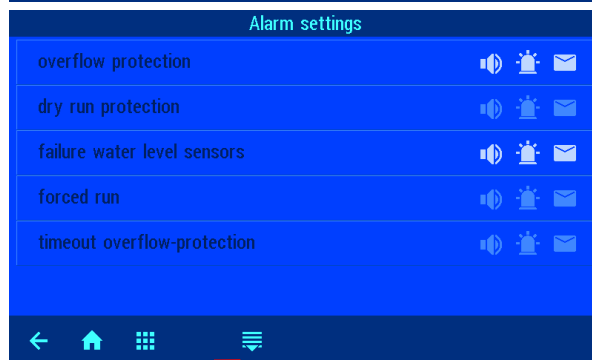 Alarm settings
overflow protection
dry run protection
failure water level sensors
forced run
timeout overflow-protection